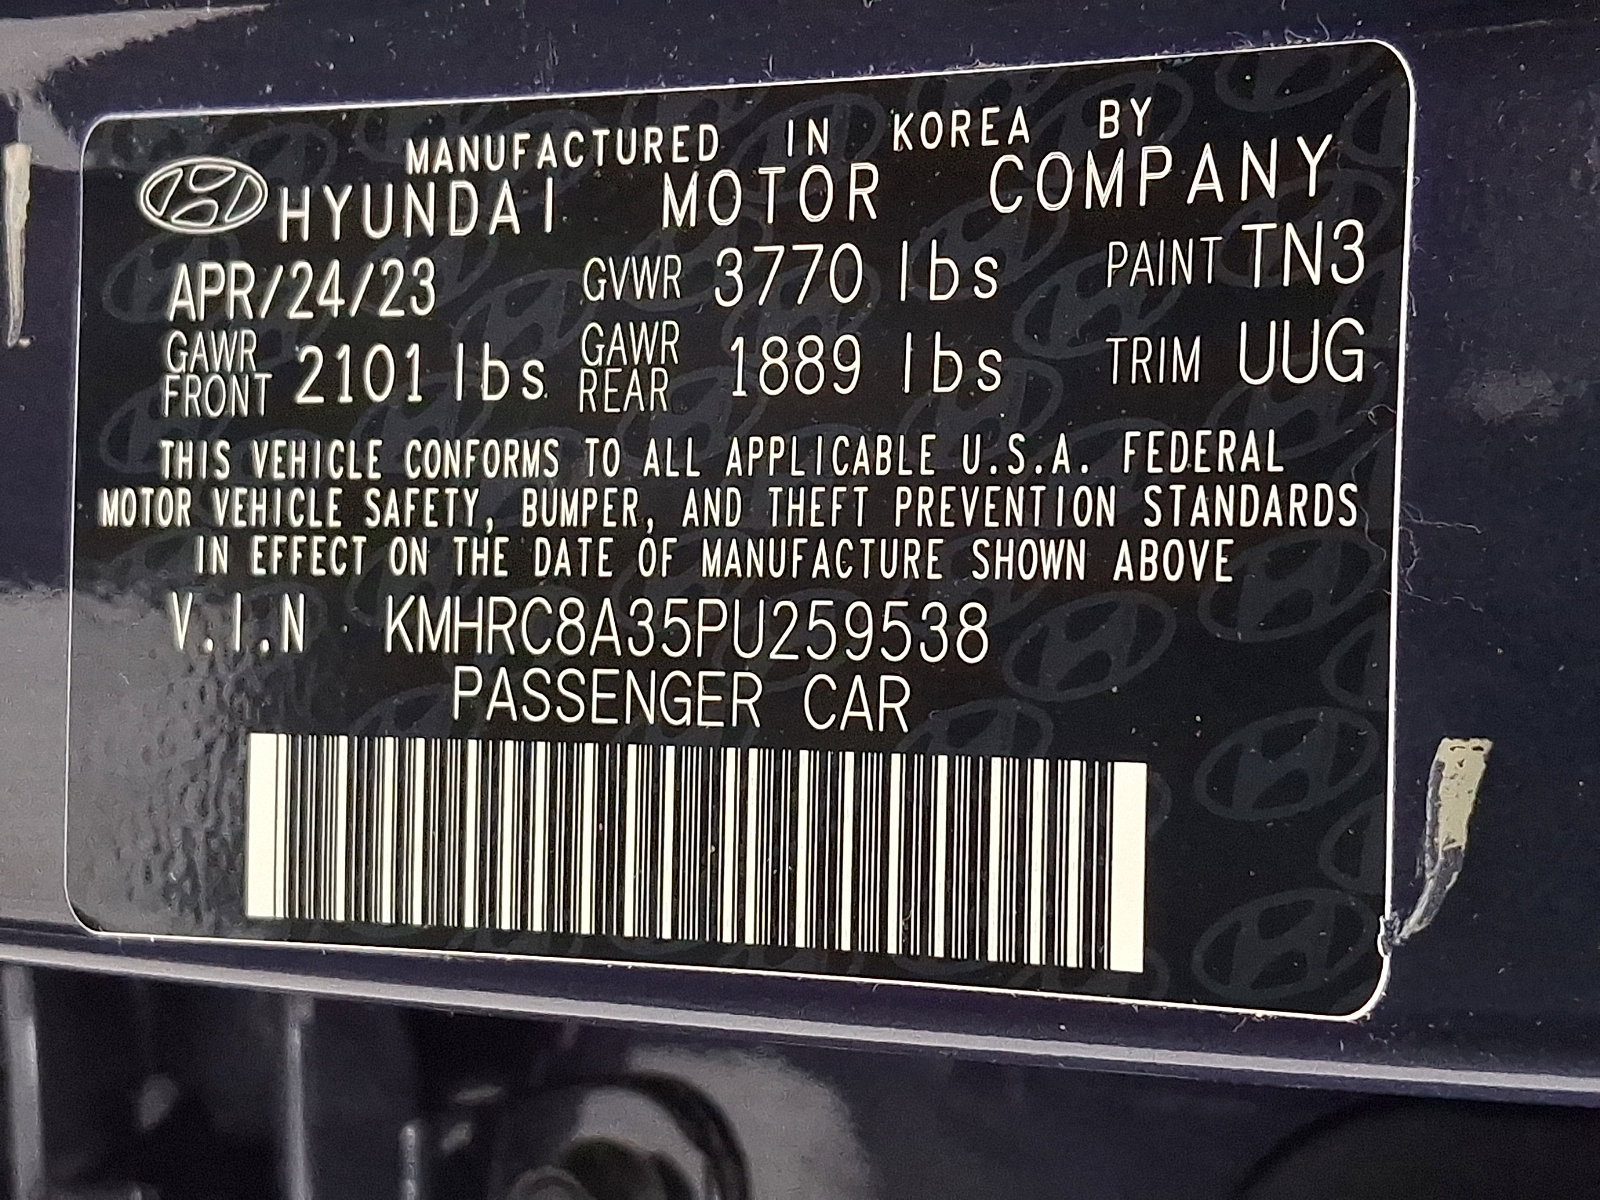 MANUFACTURED IN KOREA BY
HYUNDAI MOTOR COMPANY
APR/24/23 GVWR 3770 lbs PAINT TN3
GAWR FRONT 2101 lbs GAWR REAR 1889 lbs TRIM UUG
THIS VEHICLE CONFORMS TO ALL APPLICABLE U.S.A. FEDERAL
MOTOR VEHICLE SAFETY, BUMPER, AND THEFT PREVENTION STANDARDS
IN EFFECT ON THE DATE OF MANUFACTURE SHOWN ABOVE
V.I.N KMHRC8A35PU259538
PASSENGER CAR